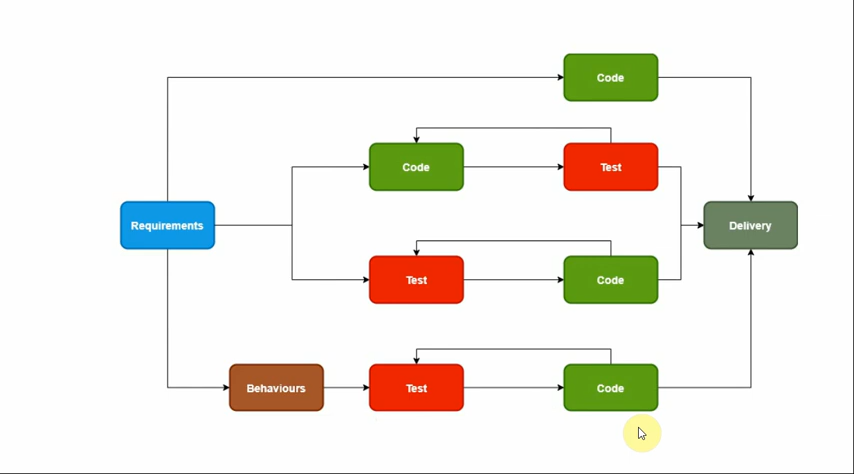 Code
Code
Test
Requirements
Delivery
Test
Code
Behaviours
Test
Code